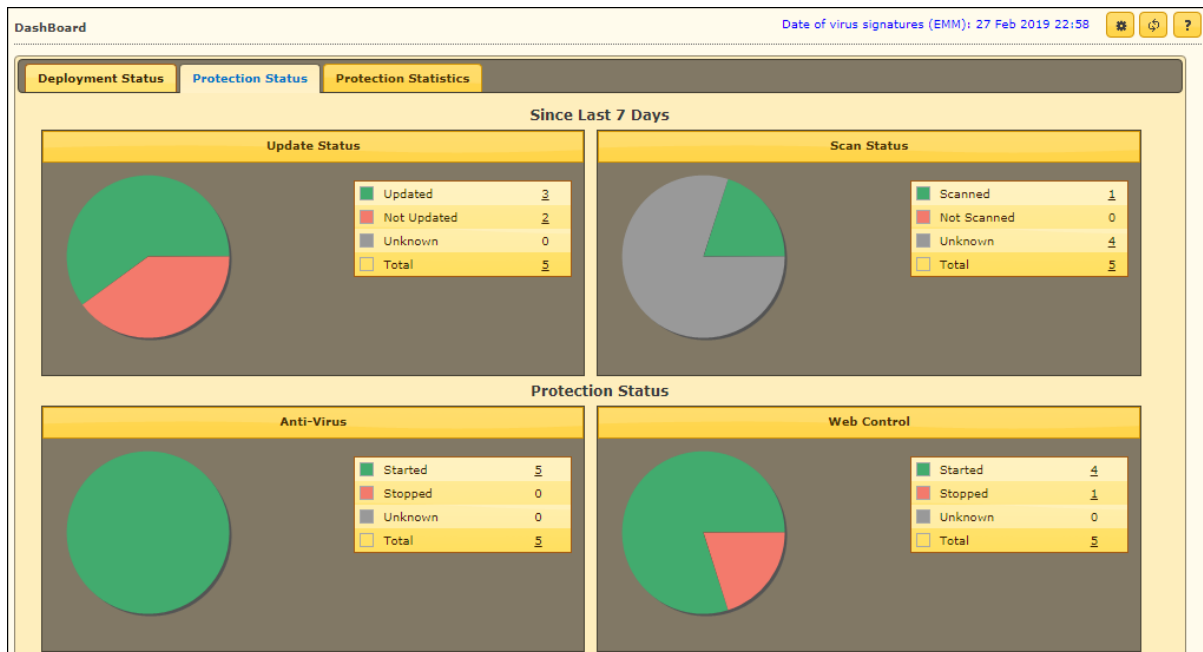 DashBoard
Date of virus signatures (EMM): 27 Feb 2019 22:58
?
Deployment Status Protection Status Protection Statistics
Since Last 7 Days
Update Status
Updated 3
Not Updated 2
Unknown 0
Total 5
Scan Status
Scanned 1
Not Scanned 0
Unknown 4
Total 5
Protection Status
Anti-Virus
Started 5
Stopped 0
Unknown 0
Total 5
Web Control
Started 4
Stopped 1
Unknown 0
Total 5